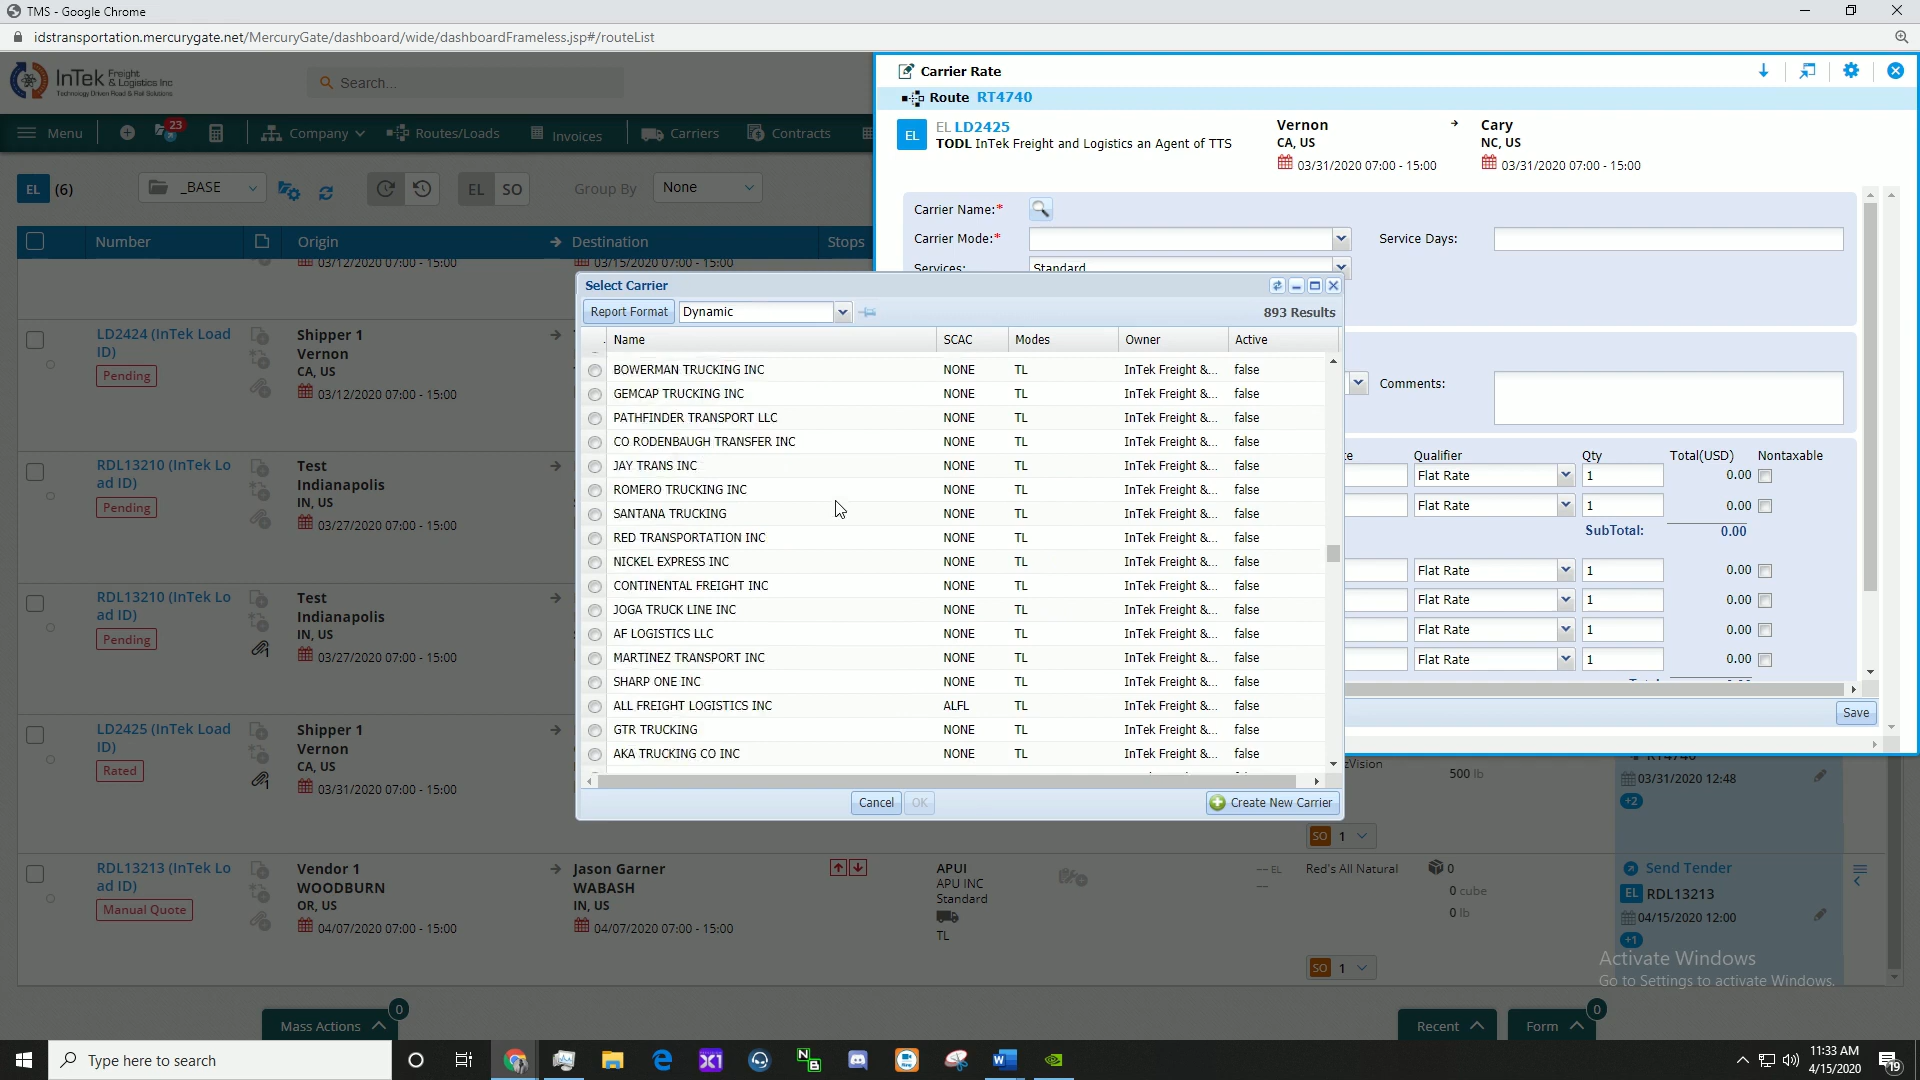 TMS - Google Chrome
idstransportation.mercurygate.net/MercuryGate/dashboard/wide/dashboardFrameless.jsp#/routeList
InTek Freight & Logistics Inc
Technology Driven Road & Rail Solutions
Search...
Menu
23
Company
Routes/Loads
Invoices
Carriers
Contracts
EL (6)
_BASE
EL SO
Group By
None
Number
Origin
Destination
Stops
03/12/2020 07:00 - 15:00
03/15/2020 07:00 - 15:00
LD2424 (InTek Load ID)
Pending
Shipper 1
Vernon
CA, US
03/12/2020 07:00 - 15:00
RDL13210 (InTek Lo
ad ID)
Pending
Test
Indianapolis
IN, US
03/27/2020 07:00 - 15:00
RDL13210 (InTek Lo
ad ID)
Pending
1
Test
Indianapolis
IN, US
03/27/2020 07:00 - 15:00
LD2425 (InTek Load
ID)
Rated
1
Shipper 1
Vernon
CA, US
03/31/2020 07:00 - 15:00
zVision
500 lb
RT4740
03/31/2020 12:48
+2
SO 1
RDL13213 (InTek Lo
ad ID)
Manual Quote
Vendor 1
WOODBURN
OR, US
04/07/2020 07:00 - 15:00
Jason Garner
WABASH
IN, US
04/07/2020 07:00 - 15:00
APUI
APU INC
Standard
TL
-- EL
--
Red's All Natural
0
0 cube
0 lb
Send Tender
EL RDL13213
04/15/2020 12:00
+1
SO 1
Carrier Rate
Route RT4740
EL
EL LD2425
TODL InTek Freight and Logistics an Agent of TTS
Vernon
CA, US
03/31/2020 07:00 - 15:00
Cary
NC, US
03/31/2020 07:00 - 15:00
Carrier Name:*
Carrier Mode:*
Service Days:
Services:
Standard
Comments:
Qualifier
Qty
Total(USD)
Nontaxable
Flat Rate 1 0.00
Flat Rate 1 0.00
SubTotal: 0.00
Flat Rate 1 0.00
Flat Rate 1 0.00
Flat Rate 1 0.00
Flat Rate 1 0.00
Save
Select Carrier
Report Format
Dynamic
893 Results
Name SCAC Modes Owner Active
BOWERMAN TRUCKING INC NONE TL InTek Freight &... false
GEMCAP TRUCKING INC NONE TL InTek Freight &... false
PATHFINDER TRANSPORT LLC NONE TL InTek Freight &... false
CO RODENBAUGH TRANSFER INC NONE TL InTek Freight &... false
JAY TRANS INC NONE TL InTek Freight &... false
ROMERO TRUCKING INC NONE TL InTek Freight &... false
SANTANA TRUCKING NONE TL InTek Freight &... false
RED TRANSPORTATION INC NONE TL InTek Freight &... false
NICKEL EXPRESS INC NONE TL InTek Freight &... false
CONTINENTAL FREIGHT INC NONE TL InTek Freight &... false
JOGA TRUCK LINE INC NONE TL InTek Freight &... false
AF LOGISTICS LLC NONE TL InTek Freight &... false
MARTINEZ TRANSPORT INC NONE TL InTek Freight &... false
SHARP ONE INC NONE TL InTek Freight &... false
ALL FREIGHT LOGISTICS INC ALFL TL InTek Freight &... false
GTR TRUCKING NONE TL InTek Freight &... false
AKA TRUCKING CO INC NONE TL InTek Freight &... false
Cancel
OK
Create New Carrier
Activate Windows
Go to Settings to activate Windows.
Mass Actions
0
Recent
Form
0
Type here to search
11:33 AM
4/15/2020
19